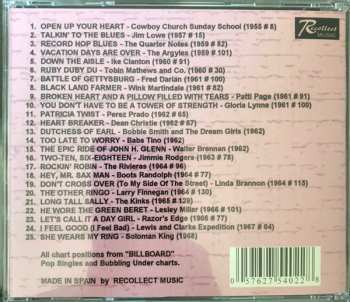 Recollect
MUSIC
1. OPEN UP YOUR HEART - Cowboy Church Sunday School (1955 # 8)
2. TALKIN' TO THE BLUES - Jim Lowe (1957 # 15)
3. RECORD HOP BLUES - The Quarter Notes (1959 # 82)
4. VACATION DAYS ARE OVER - The Argyles (1959 # 101)
5. DOWN THE AISLE - Ike Clanton (1960 # 91)
6. RUBY DUBY DU - Tobin Mathews and Co. (1960 # 30)
7. BATTLE OF GETTYSBURG - Fred Darian (1961 # 100)
8. BLACK LAND FARMER - Wink Martindale (1961 # 82)
9. BROKEN HEART AND A PILLOW FILLED WITH TEARS - Patti Page (1961 # 91)
10. YOU DON'T HAVE TO BE A TOWER OF STRENGTH - Gloria Lynne (1961 # 100)
11. PATRICIA TWIST - Perez Prado (1962 # 65)
12. HEART BREAKER - Dean Christie (1962 # 87)
13. DUTCHESS OF EARL - Bobbie Smith and The Dream Girls (1962)
14. TOO LATE TO WORRY - Babs Tino (1962)
15. THE EPIC RIDE OF JOHN H. GLENN - Walter Brennan (1962)
16. TWO-TEN, SIX-EIGHTEEN - Jimmie Rodgers (1963 # 78)
17. ROCKIN' ROBIN - The Rivieras (1964 # 96)
18. HEY, MR. SAX MAN - Boots Randolph (1964 # 77)
19. DON'T CROSS OVER (To My Side Of The Street) - Linda Brannon (1964 # 115)
20. THE OTHER RINGO - Larry Finnegan (1964 # 130)
21. LONG TALL SALLY - The Kinks (1965 # 129)
22. HE WORE THE GREEN BERET - Lesley Miller (1966 # 101)
23. LET'S CALL IT A DAY GIRL - Razor's Edge (1966 # 77)
24. I FEEL GOOD (I Feel Bad) - Lewis and Clarke Expedition (1967 # 64)
25. SHE WEARS MY RING - Soloman King (1968)
All chart positions from "BILLBOARD"
Pop Singles and Bubbling Under charts.
MADE IN SPAIN by RECOLLECT MUSIC
0 57627 54022 8